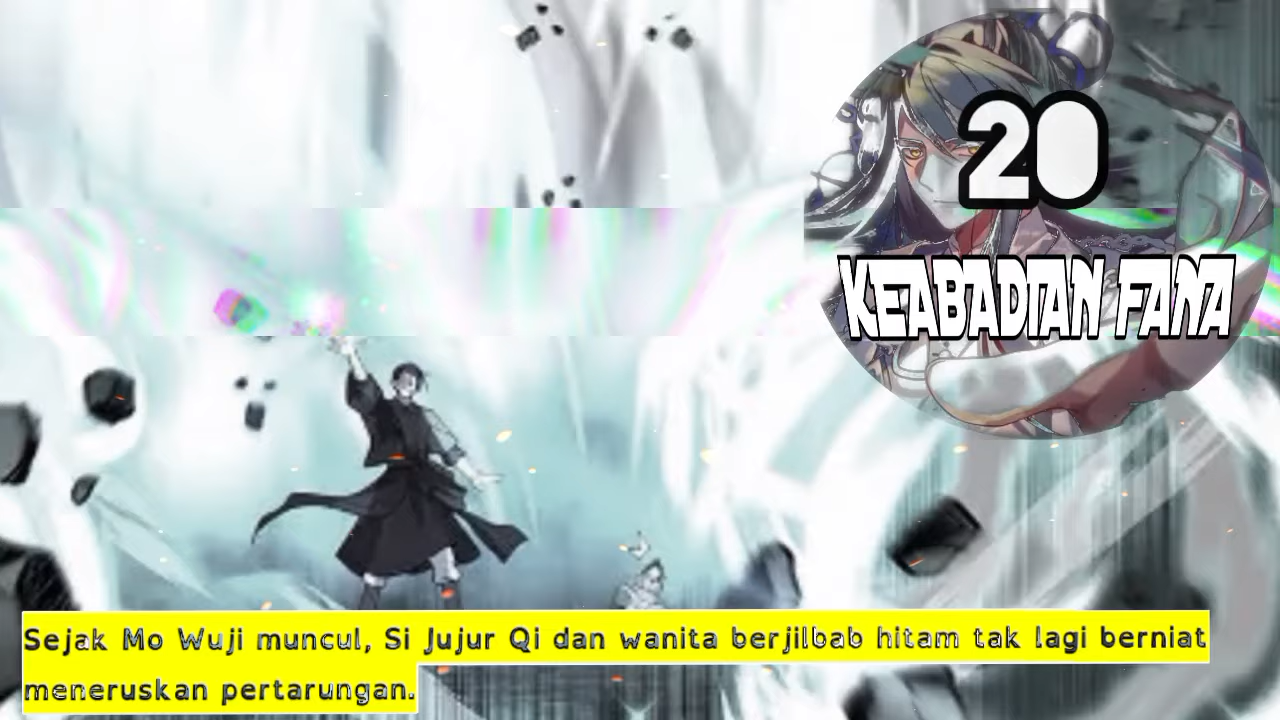 20
KEABADIAN FANA
Sejak Mo Wuji muncul, Si Jujur Qi dan wanita berjilbab hitam tak lagi berniat
meneruskan pertarungan.